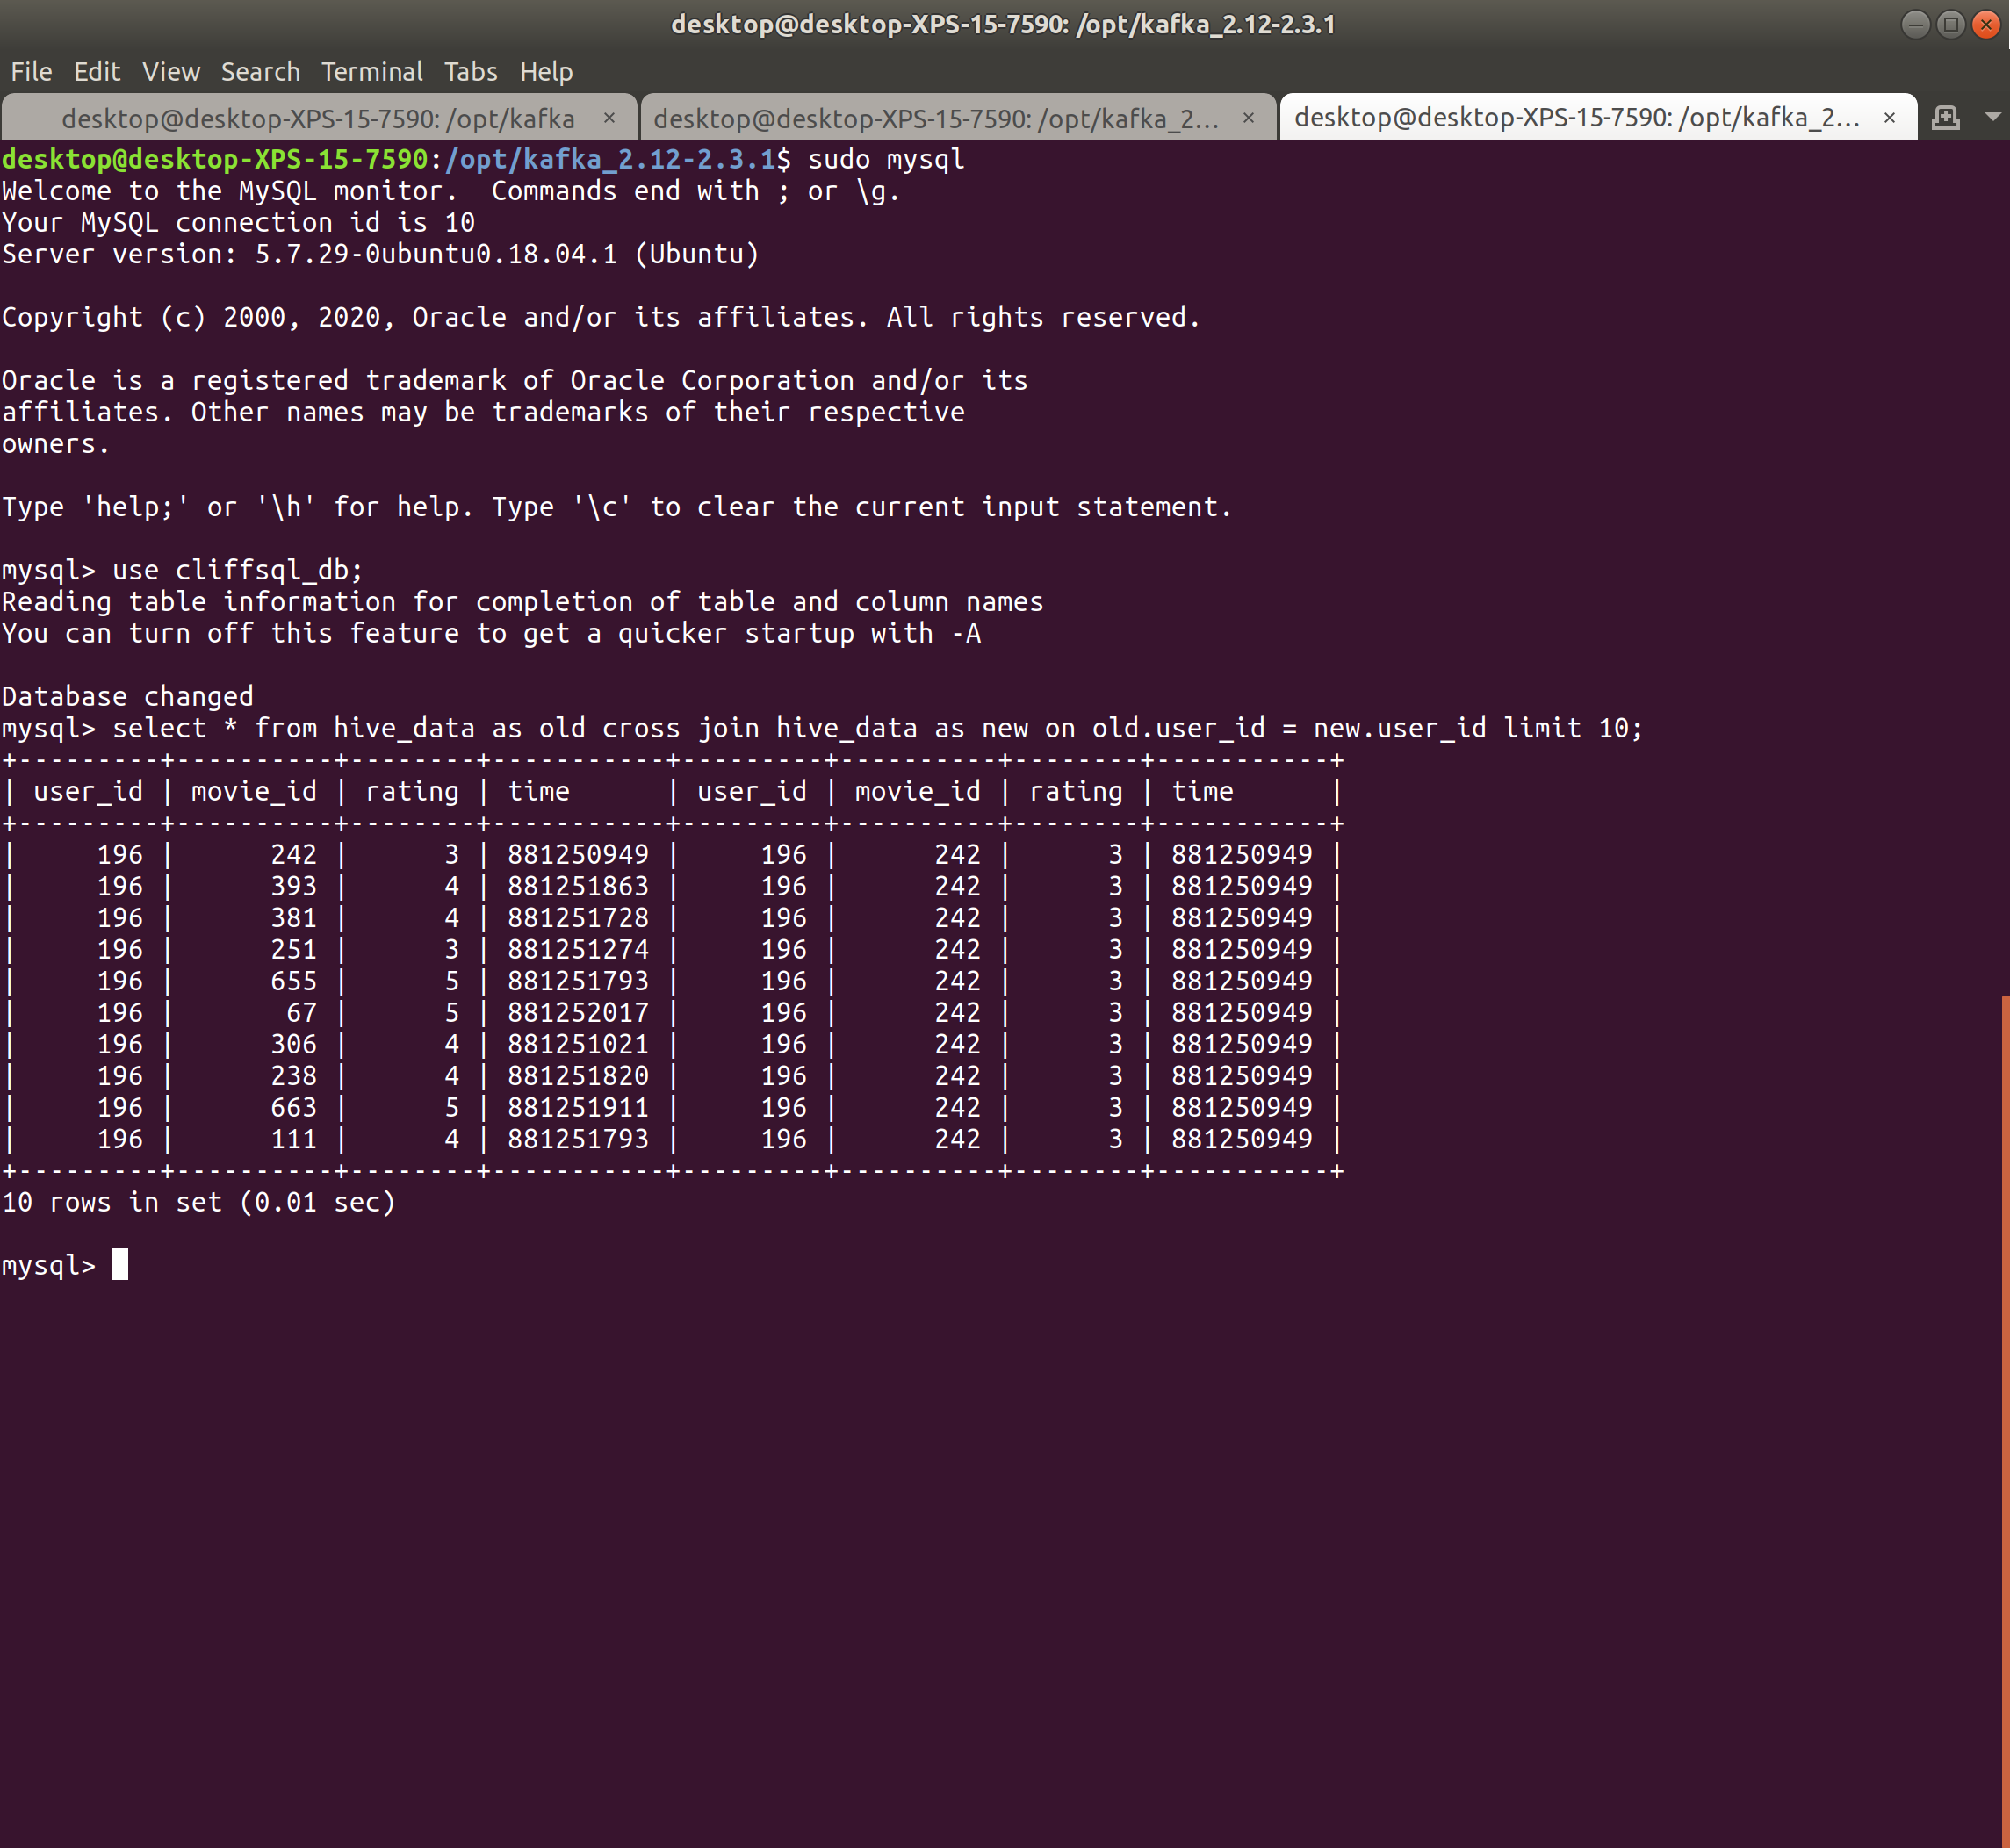 desktop@desktop-XPS-15-7590: /opt/kafka_2.12-2.3.1
File Edit View Search Terminal Tabs Help
desktop@desktop-XPS-15-7590: /opt/kafka × desktop@desktop-XPS-15-7590: /opt/kafka_2... × desktop@desktop-XPS-15-7590: /opt/kafka_2... ×
desktop@desktop-XPS-15-7590:/opt/kafka_2.12-2.3.1$ sudo mysql
Welcome to the MySQL monitor.  Commands end with ; or \g.
Your MySQL connection id is 10
Server version: 5.7.29-0ubuntu0.18.04.1 (Ubuntu)

Copyright (c) 2000, 2020, Oracle and/or its affiliates. All rights reserved.

Oracle is a registered trademark of Oracle Corporation and/or its
affiliates. Other names may be trademarks of their respective
owners.

Type 'help;' or '\h' for help. Type '\c' to clear the current input statement.

mysql> use cliffsql_db;
Reading table information for completion of table and column names
You can turn off this feature to get a quicker startup with -A

Database changed
mysql> select * from hive_data as old cross join hive_data as new on old.user_id = new.user_id limit 10;
+---------+----------+--------+-----------+---------+----------+--------+-----------+
| user_id | movie_id | rating | time      | user_id | movie_id | rating | time      |
+---------+----------+--------+-----------+---------+----------+--------+-----------+
|     196 |      242 |      3 | 881250949 |     196 |      242 |      3 | 881250949 |
|     196 |      393 |      4 | 881251863 |     196 |      242 |      3 | 881250949 |
|     196 |      381 |      4 | 881251728 |     196 |      242 |      3 | 881250949 |
|     196 |      251 |      3 | 881251274 |     196 |      242 |      3 | 881250949 |
|     196 |      655 |      5 | 881251793 |     196 |      242 |      3 | 881250949 |
|     196 |       67 |      5 | 881252017 |     196 |      242 |      3 | 881250949 |
|     196 |      306 |      4 | 881251021 |     196 |      242 |      3 | 881250949 |
|     196 |      238 |      4 | 881251820 |     196 |      242 |      3 | 881250949 |
|     196 |      663 |      5 | 881251911 |     196 |      242 |      3 | 881250949 |
|     196 |      111 |      4 | 881251793 |     196 |      242 |      3 | 881250949 |
+---------+----------+--------+-----------+---------+----------+--------+-----------+
10 rows in set (0.01 sec)

mysql>